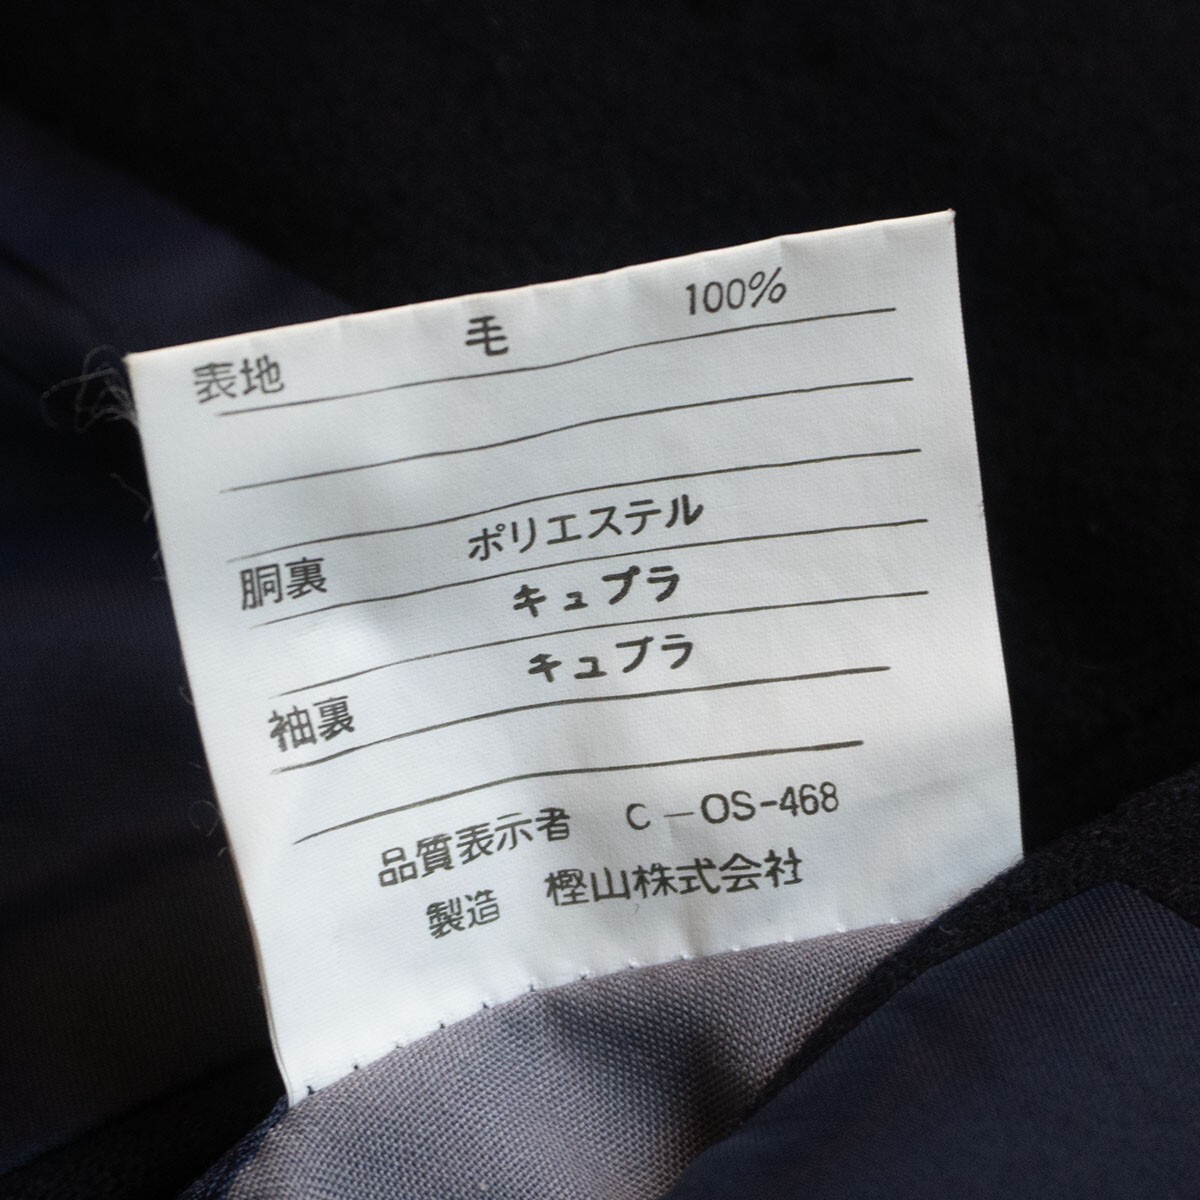 表地 毛 100%
胴裏 ポリエステル
キュプラ
袖裏 キュプラ
品質表示者 C-OS-468
製造 樫山株式会社